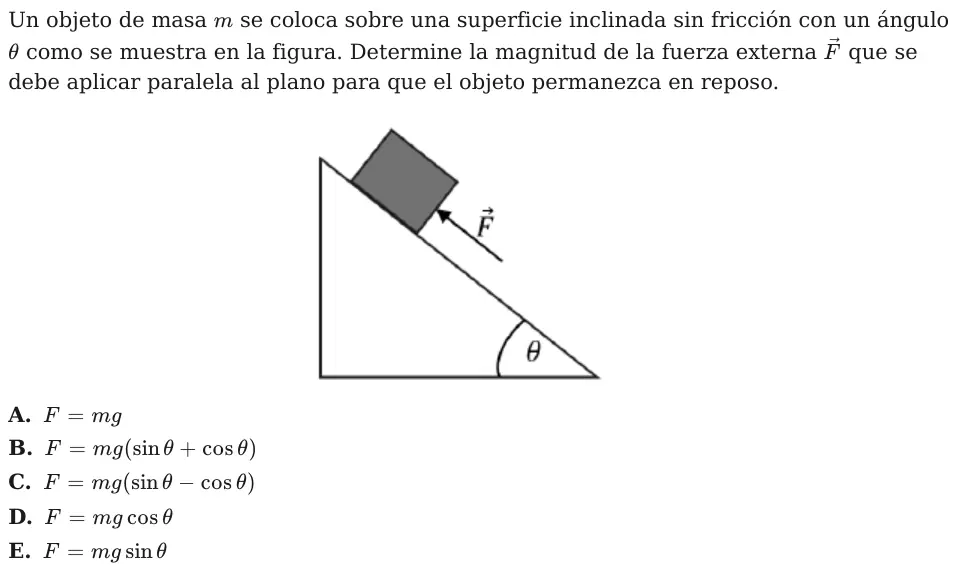 Un objeto de masa m se coloca sobre una superficie inclinada sin fricción con un ángulo
θ como se muestra en la figura. Determine la magnitud de la fuerza externa F⃗ que se
debe aplicar paralela al plano para que el objeto permanezca en reposo.
F⃗
θ
A. F = mg
B. F = mg(sin θ + cos θ)
C. F = mg(sin θ − cos θ)
D. F = mg cos θ
E. F = mg sin θ